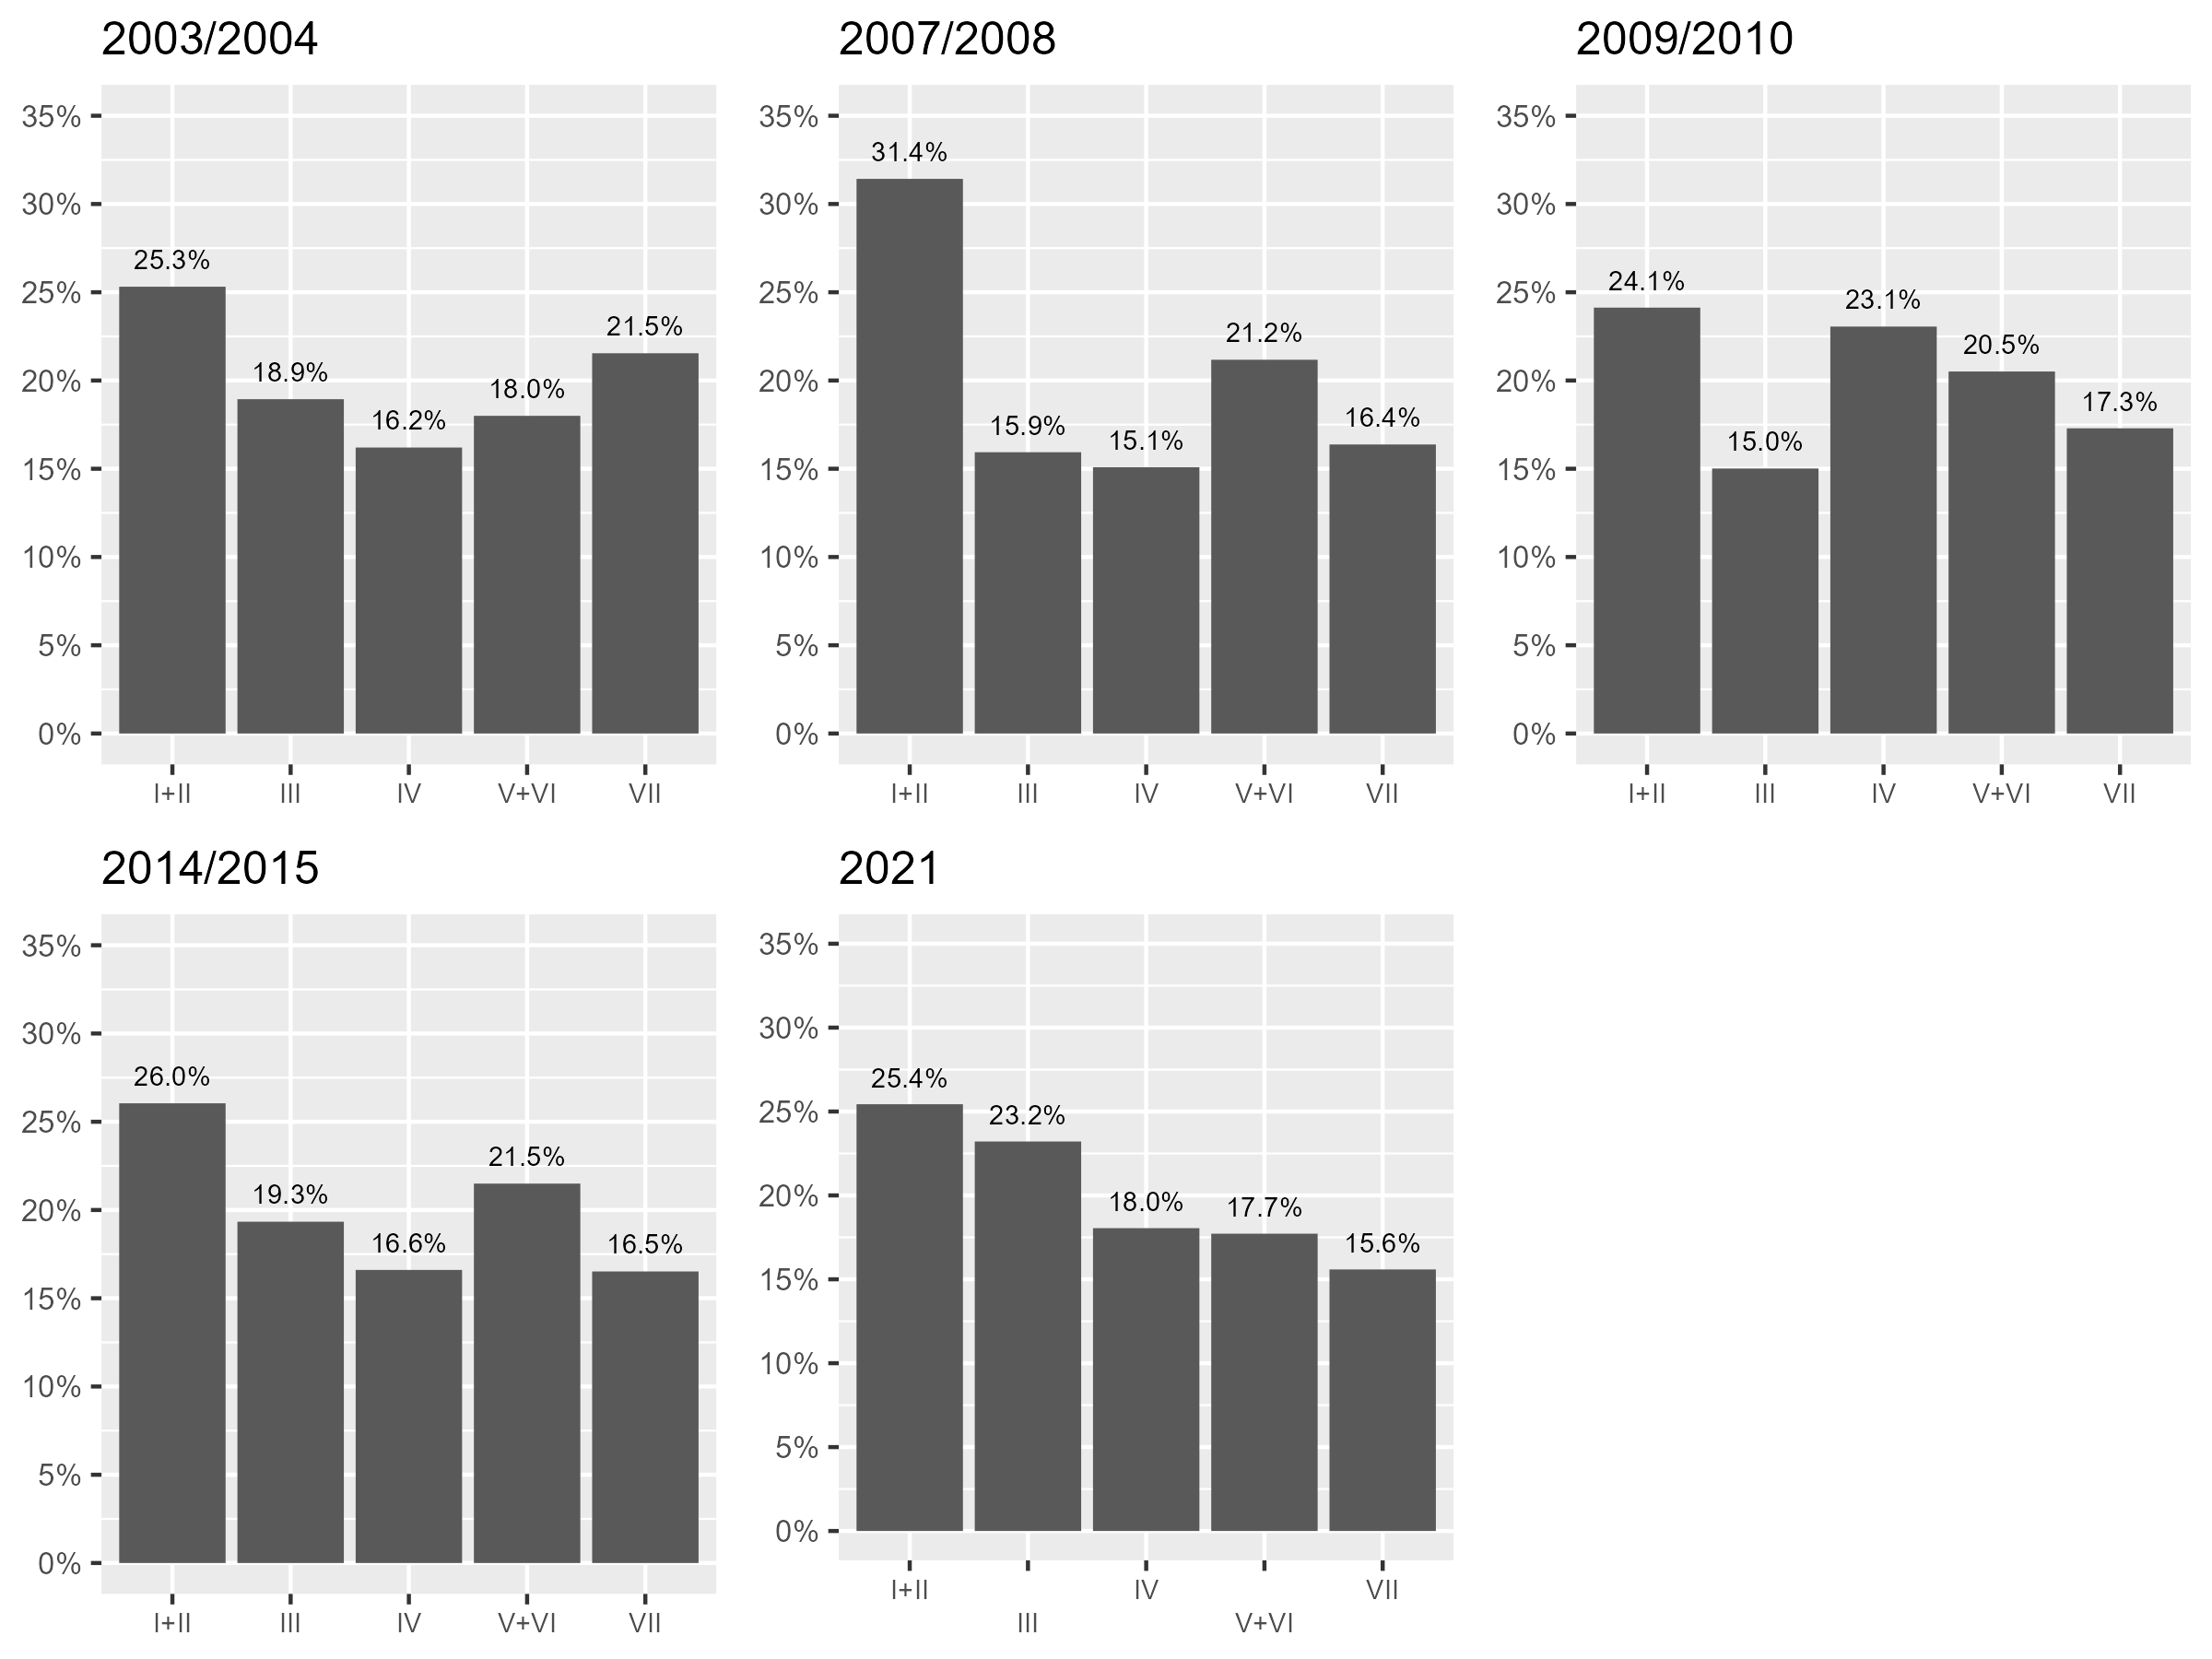 2003/2004
35%
30%
25%
20%
15%
10%
5%
0%
25.3%
18.9%
16.2%
18.0%
21.5%
I+II
III
IV
V+VI
VII
2007/2008
35%
30%
25%
20%
15%
10%
5%
0%
31.4%
15.9%
15.1%
21.2%
16.4%
I+II
III
IV
V+VI
VII
2009/2010
35%
30%
25%
20%
15%
10%
5%
0%
24.1%
15.0%
23.1%
20.5%
17.3%
I+II
III
IV
V+VI
VII
2014/2015
35%
30%
25%
20%
15%
10%
5%
0%
26.0%
19.3%
16.6%
21.5%
16.5%
I+II
III
IV
V+VI
VII
2021
35%
30%
25%
20%
15%
10%
5%
0%
25.4%
23.2%
18.0%
17.7%
15.6%
I+II
III
IV
V+VI
VII